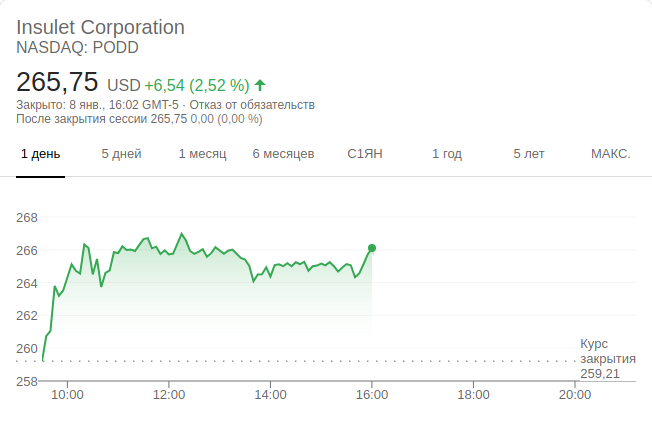 Insulet Corporation
NASDAQ: PODD
265,75 USD +6,54 (2,52 %)
Закрыто: 8 янв., 16:02 GMT-5 · Отказ от обязательств
После закрытия сессии 265,75 0,00 (0,00 %)
1 день 5 дней 1 месяц 6 месяцев С1ЯН 1 год 5 лет МАКС.
268
266
264
262
260
258
Курс
закрытия
259,21
10:00 12:00 14:00 16:00 18:00 20:00